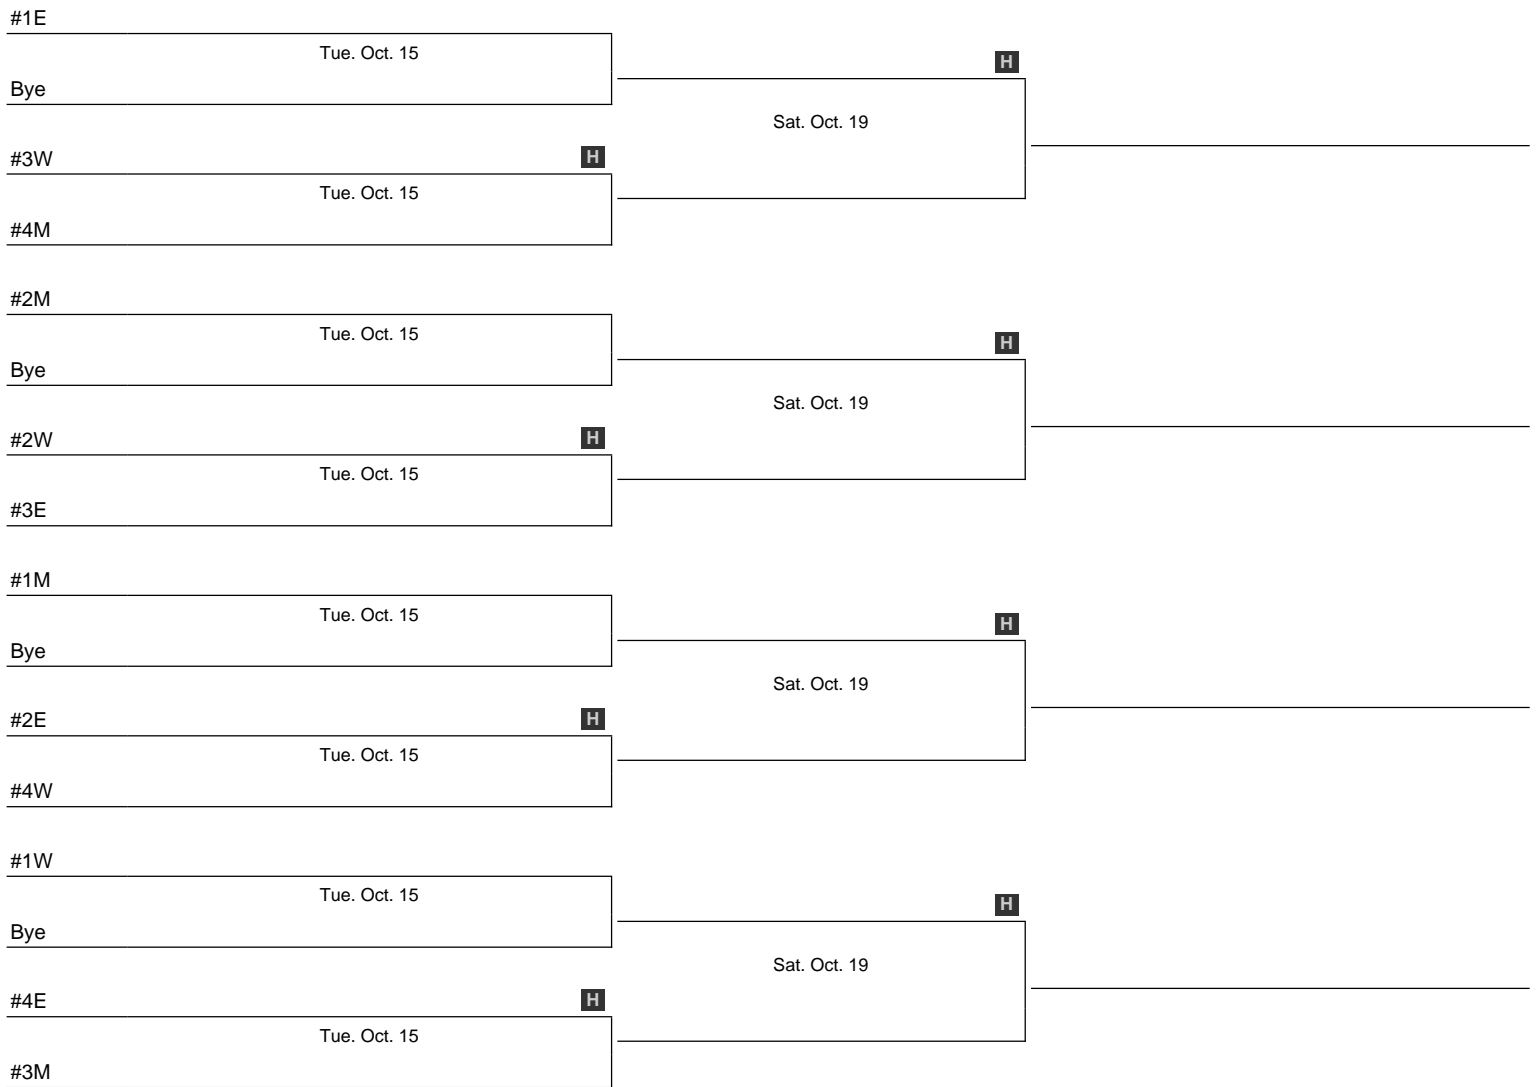 #1E
Tue. Oct. 15
H
Bye
Sat. Oct. 19
#3W H
Tue. Oct. 15
#4M
#2M
Tue. Oct. 15
H
Bye
Sat. Oct. 19
#2W H
Tue. Oct. 15
#3E
#1M
Tue. Oct. 15
H
Bye
Sat. Oct. 19
#2E H
Tue. Oct. 15
#4W
#1W
Tue. Oct. 15
H
Bye
Sat. Oct. 19
#4E H
Tue. Oct. 15
#3M